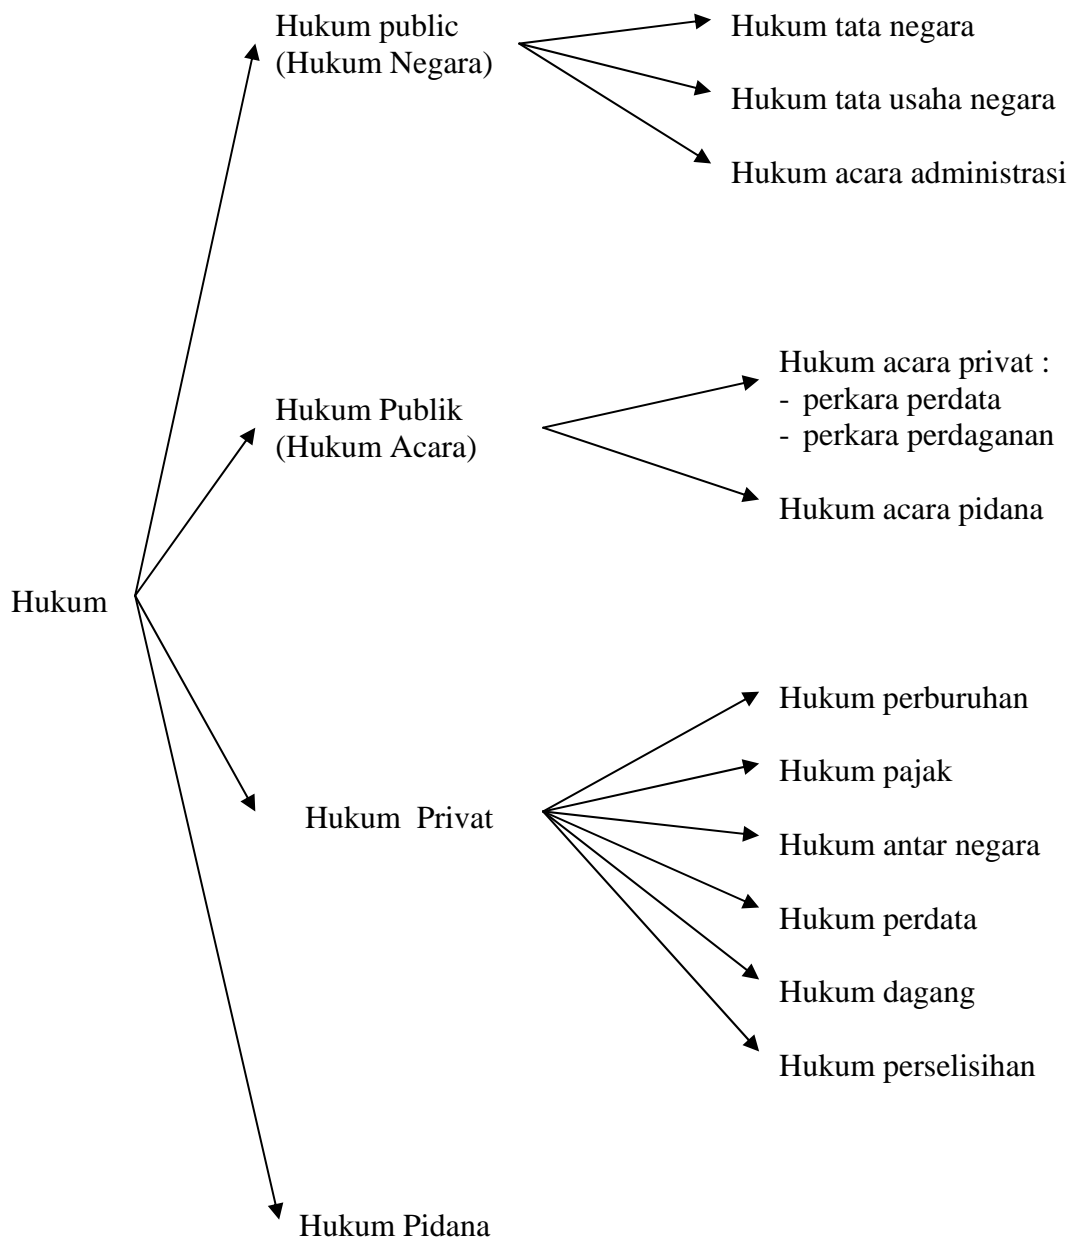 Hukum public
(Hukum Negara)
Hukum tata negara
Hukum tata usaha negara
Hukum acara administrasi
Hukum Publik
(Hukum Acara)
Hukum acara privat :
- perkara perdata
- perkara perdaganan
Hukum acara pidana
Hukum
Hukum Privat
Hukum perburuhan
Hukum pajak
Hukum antar negara
Hukum perdata
Hukum dagang
Hukum perselisihan
Hukum Pidana